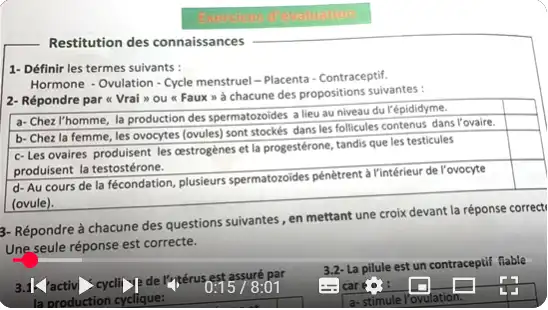 Exercices d'évaluation
Restitution des connaissances
1- Définir les termes suivants :
Hormone - Ovulation - Cycle menstruel – Placenta - Contraceptif.
2- Répondre par « Vrai » ou « Faux » à chacune des propositions suivantes :
a- Chez l'homme, la production des spermatozoïdes a lieu au niveau du l'épididyme.
b- Chez la femme, les ovocytes (ovules) sont stockés dans les follicules contenus dans l'ovaire.
c- Les ovaires produisent les œstrogènes et la progestérone, tandis que les testicules
produisent la testostérone.
d- Au cours de la fécondation, plusieurs spermatozoïdes pénètrent à l'intérieur de l'ovocyte
(ovule).
3- Répondre à chacune des questions suivantes , en mettant une croix devant la réponse correcte
Une seule réponse est correcte.
3.1- l'activité cyclique de l'utérus est assuré par
la production cyclique:
3.2- La pilule est un contraceptif fiable
car elle :
a- stimule l'ovulation.
0:15 / 8:01